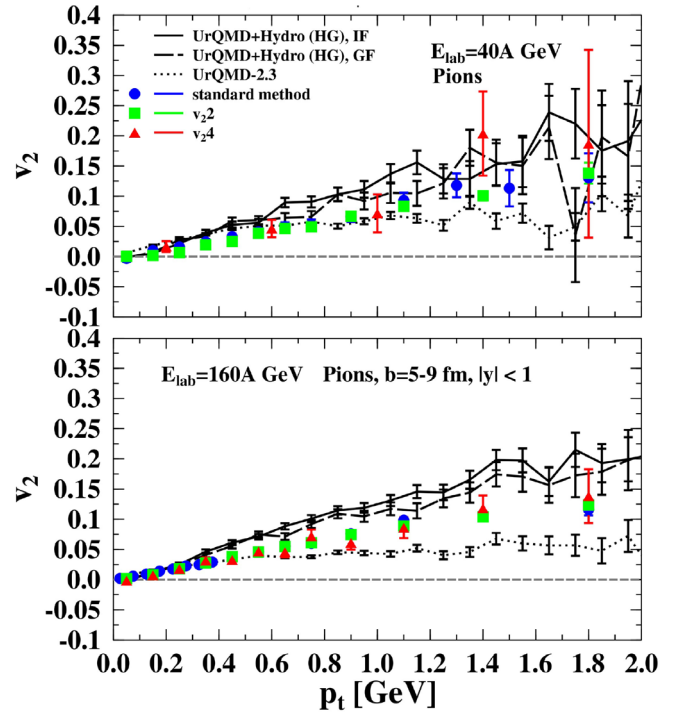 0.4
0.35
0.3
0.25
0.2
0.15
0.1
0.05
0.0
-0.05
-0.1
v2
UrQMD+Hydro (HG), IF
UrQMD+Hydro (HG), GF
UrQMD-2.3
standard method
v22
v24
Elab=40A GeV
Pions
0.4
0.35
0.3
0.25
0.2
0.15
0.1
0.05
0.0
-0.05
-0.1
v2
Elab=160A GeV Pions, b=5-9 fm, |y| < 1
0.0 0.2 0.4 0.6 0.8 1.0 1.2 1.4 1.6 1.8 2.0
pt [GeV]